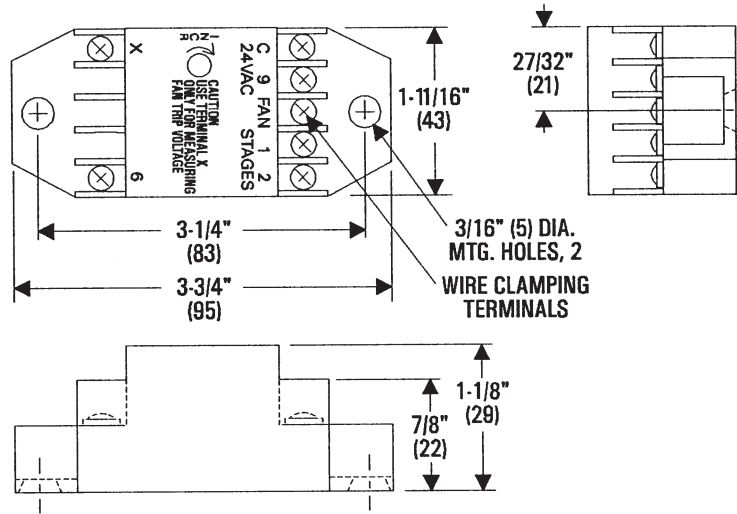 INCR
X
CAUTION
USE TERMINAL X
ONLY FOR MEASURING
FAN TRIP VOLTAGE
6
C 9 FAN 1 2
24VAC STAGES
1-11/16"
(43)
27/32"
(21)
3-1/4"
(83)
3-3/4"
(95)
3/16" (5) DIA.
MTG. HOLES, 2
WIRE CLAMPING
TERMINALS
1-1/8"
(29)
7/8"
(22)